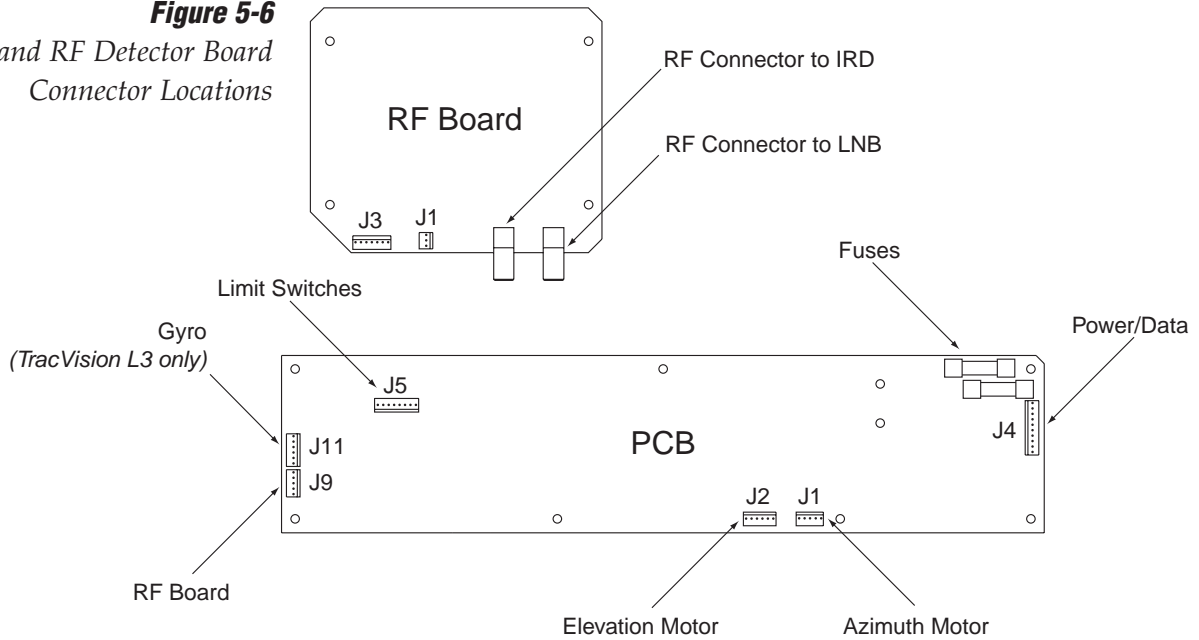 Figure 5-6
and RF Detector Board
Connector Locations
RF Board
RF Connector to IRD
RF Connector to LNB
J3
J1
Fuses
Limit Switches
Gyro
(TracVision L3 only)
Power/Data
J5
J4
PCB
J11
J9
J2
J1
RF Board
Elevation Motor
Azimuth Motor